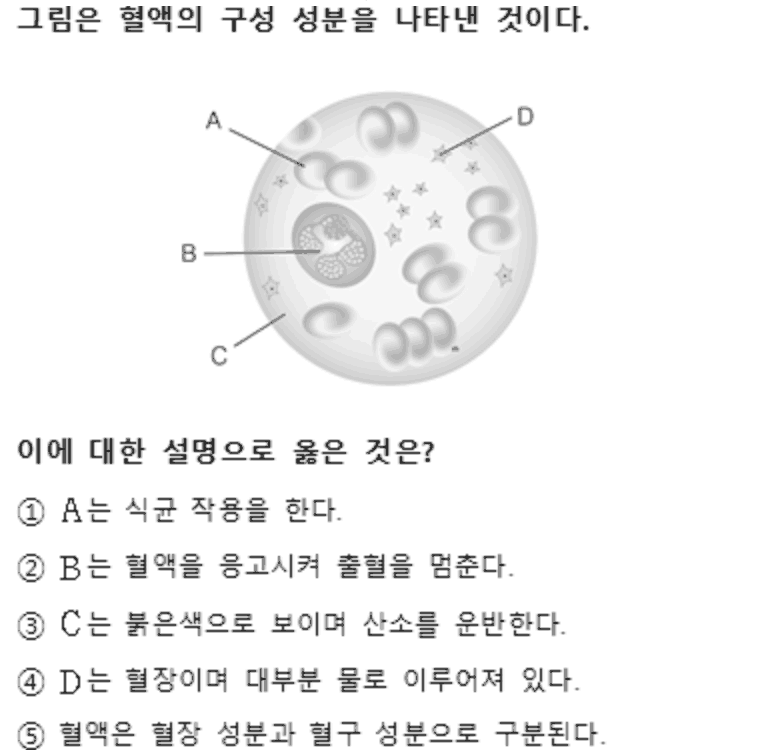 그림은 혈액의 구성 성분을 나타낸 것이다.
A
D
B
C
이에 대한 설명으로 옳은 것은?
① A는 식균 작용을 한다.
② B는 혈액을 응고시켜 출혈을 멈춘다.
③ C는 붉은색으로 보이며 산소를 운반한다.
④ D는 혈장이며 대부분 물로 이루어져 있다.
⑤ 혈액은 혈장 성분과 혈구 성분으로 구분된다.